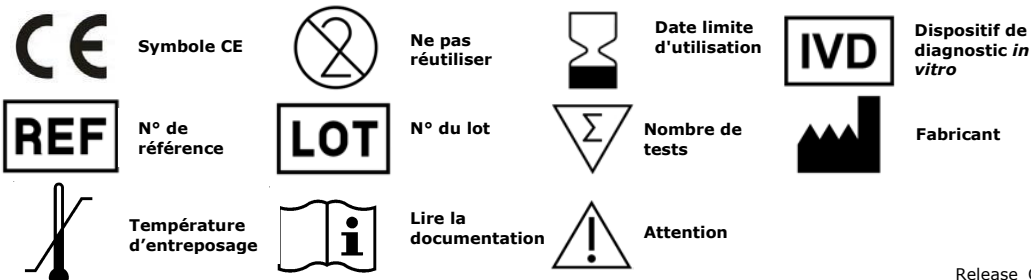 CE
Symbole CE
2
Ne pas
réutiliser
Date limite
d'utilisation
IVD
Dispositif de
diagnostic in
vitro
REF
N° de
référence
LOT
N° du lot
Σ
Nombre de
tests
Fabricant
Température
d'entreposage
i
Lire la
documentation
!
Attention
Release